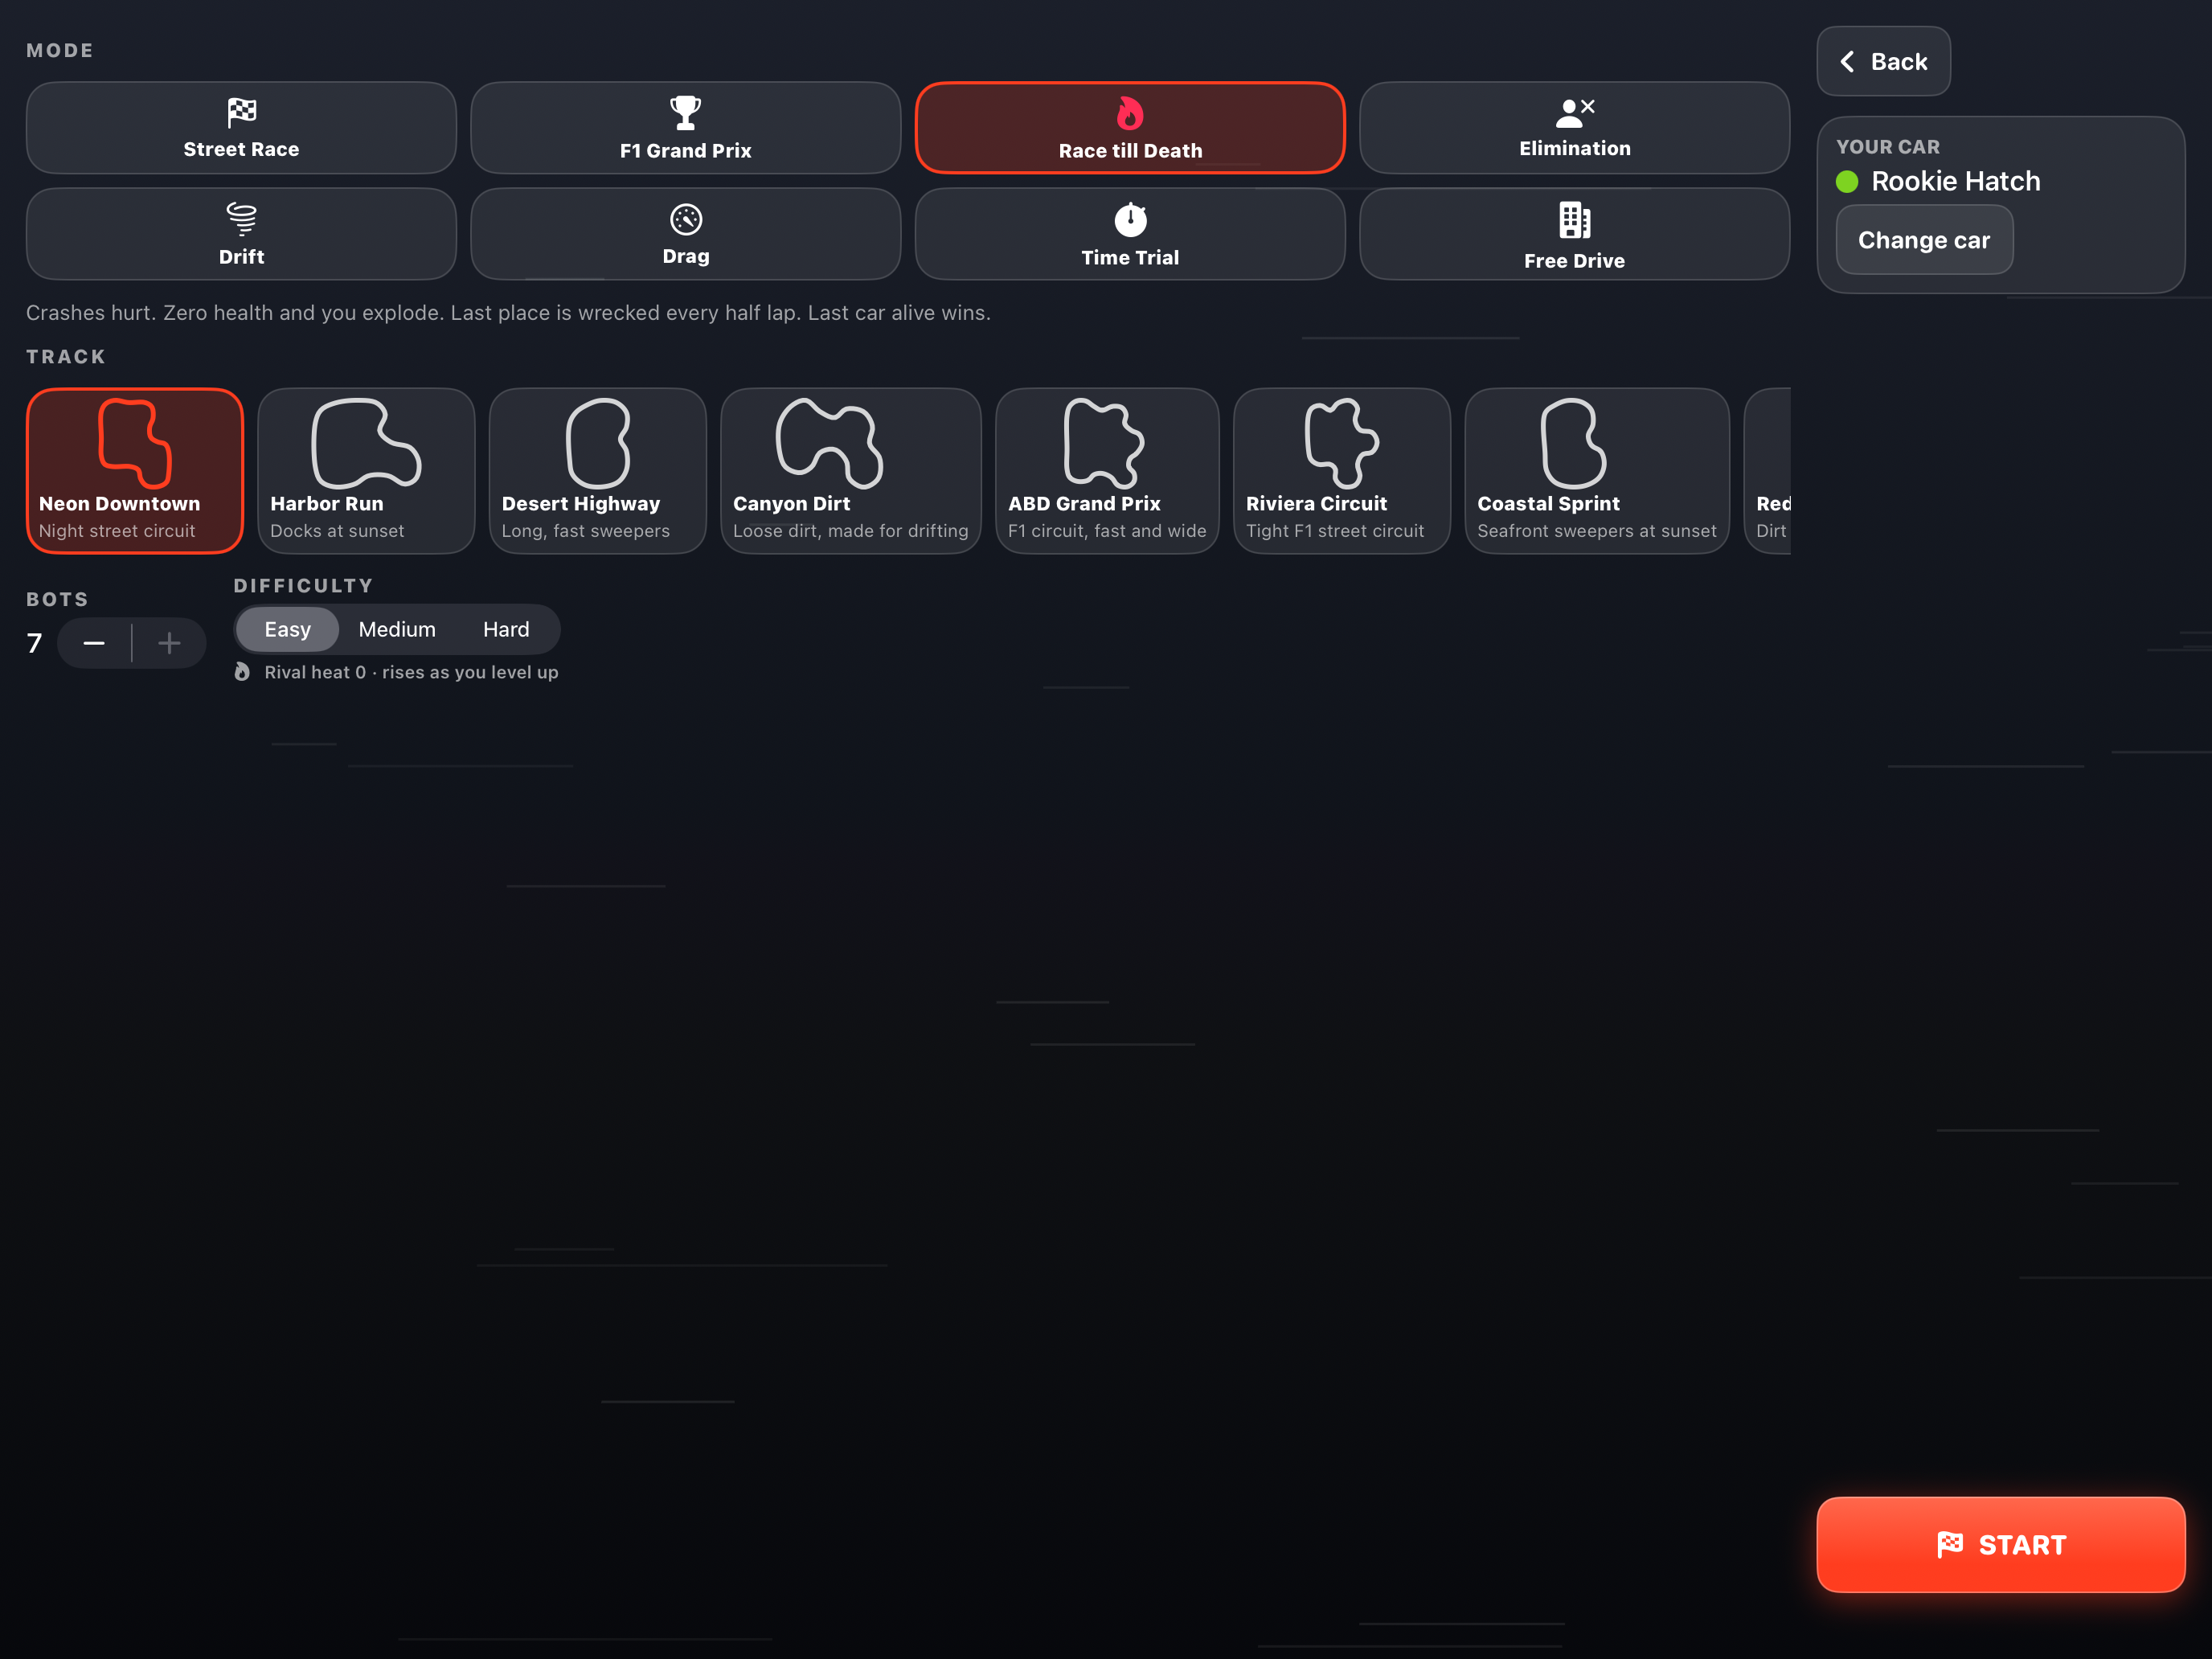 MODE
Back
Street Race
F1 Grand Prix
Race till Death
Elimination
YOUR CAR
Rookie Hatch
Change car
Drift
Drag
Time Trial
Free Drive
Crashes hurt. Zero health and you explode. Last place is wrecked every half lap. Last car alive wins.
TRACK
Neon Downtown
Night street circuit
Harbor Run
Docks at sunset
Desert Highway
Long, fast sweepers
Canyon Dirt
Loose dirt, made for drifting
ABD Grand Prix
F1 circuit, fast and wide
Riviera Circuit
Tight F1 street circuit
Coastal Sprint
Seafront sweepers at sunset
Red
Dirt
BOTS
7
DIFFICULTY
Easy
Medium
Hard
Rival heat 0 · rises as you level up
START